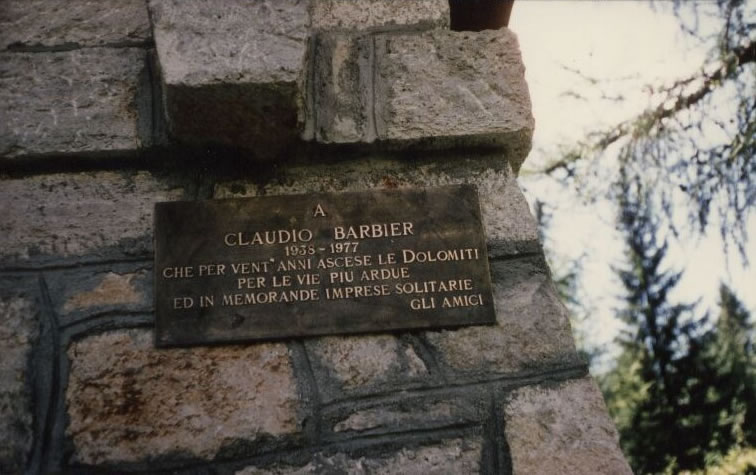 A
CLAUDIO BARBIER
1938-1977
CHE PER VENT'ANNI ASCESE LE DOLOMITI
PER LE VIE PIU ARDUE
ED IN MEMORANDE IMPRESE SOLITARIE
GLI AMICI